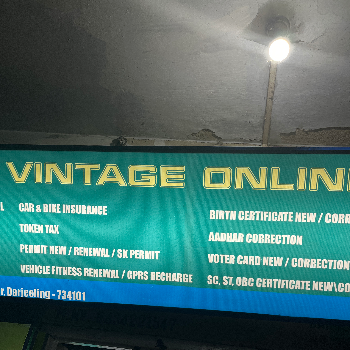 VINTAGE ONLIN
CAR & BIKE INSURANCE
TOKEN TAX
PERMIT NEW / RENEWAL / SK PERMIT
VEHICLE FITNESS RENEWAL / GPRS RECHARGE
BIRTH CERTIFICATE NEW / CORR
AADHAR CORRECTION
VOTER CARD NEW / CORRECTION
SC, ST, OBC CERTIFICATE NEW\CO
r. Darjeeling - 734101